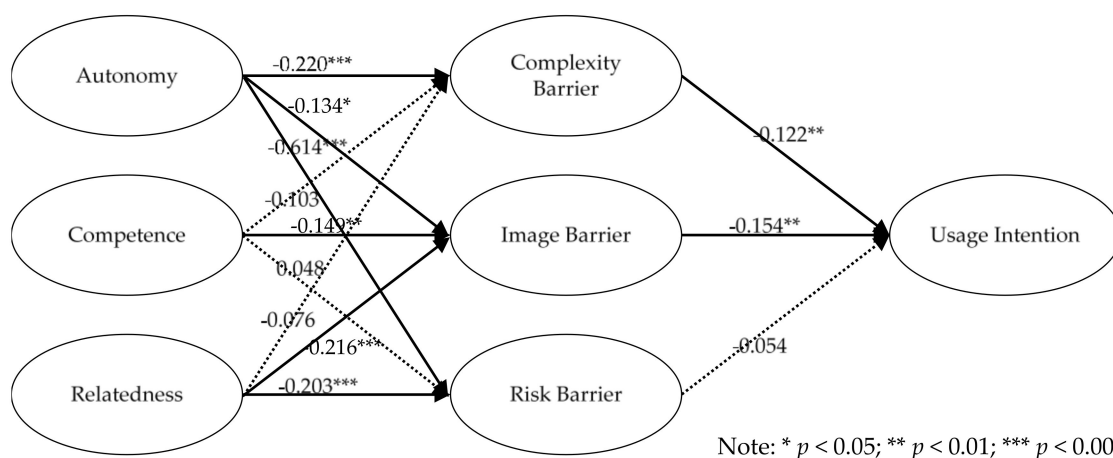 Autonomy
Complexity
Barrier
-0.220***
-0.134*
-0.122**
-0.614***
-0.103
Competence
-0.149**
Image Barrier
-0.154**
Usage Intention
0.048
-0.076
-0.216***
-0.054
Relatedness
-0.203***
Risk Barrier
Note: * p < 0.05; ** p < 0.01; *** p < 0.00